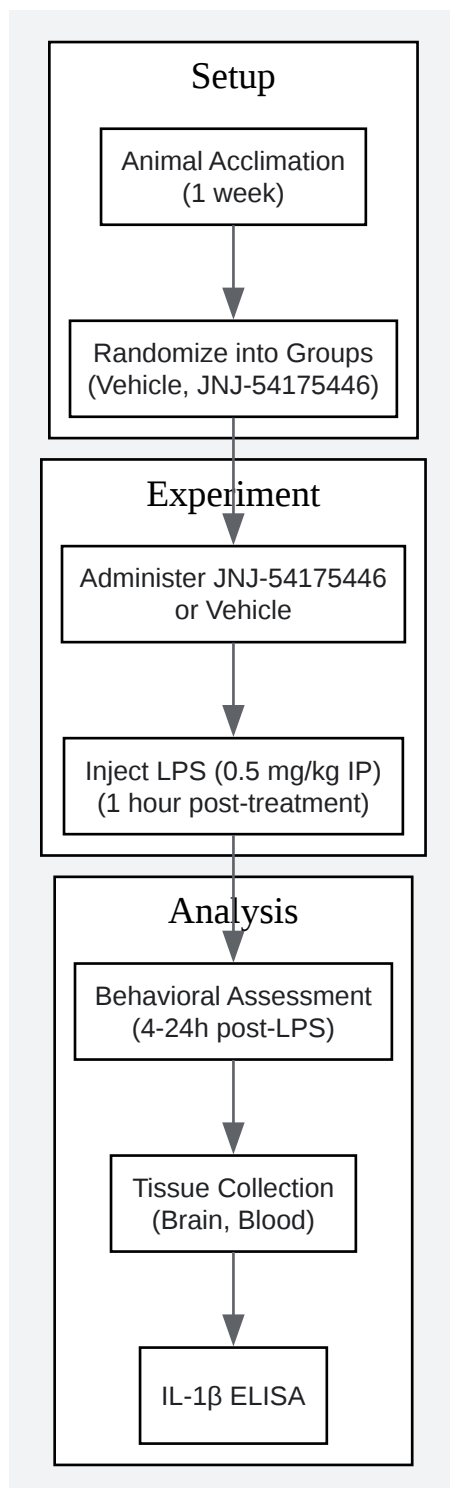 Setup
Animal Acclimation
(1 week)
Randomize into Groups
(Vehicle, JNJ-54175446)
Experiment
Administer JNJ-54175446
or Vehicle
Inject LPS (0.5 mg/kg IP)
(1 hour post-treatment)
Analysis
Behavioral Assessment
(4-24h post-LPS)
Tissue Collection
(Brain, Blood)
IL-1β ELISA